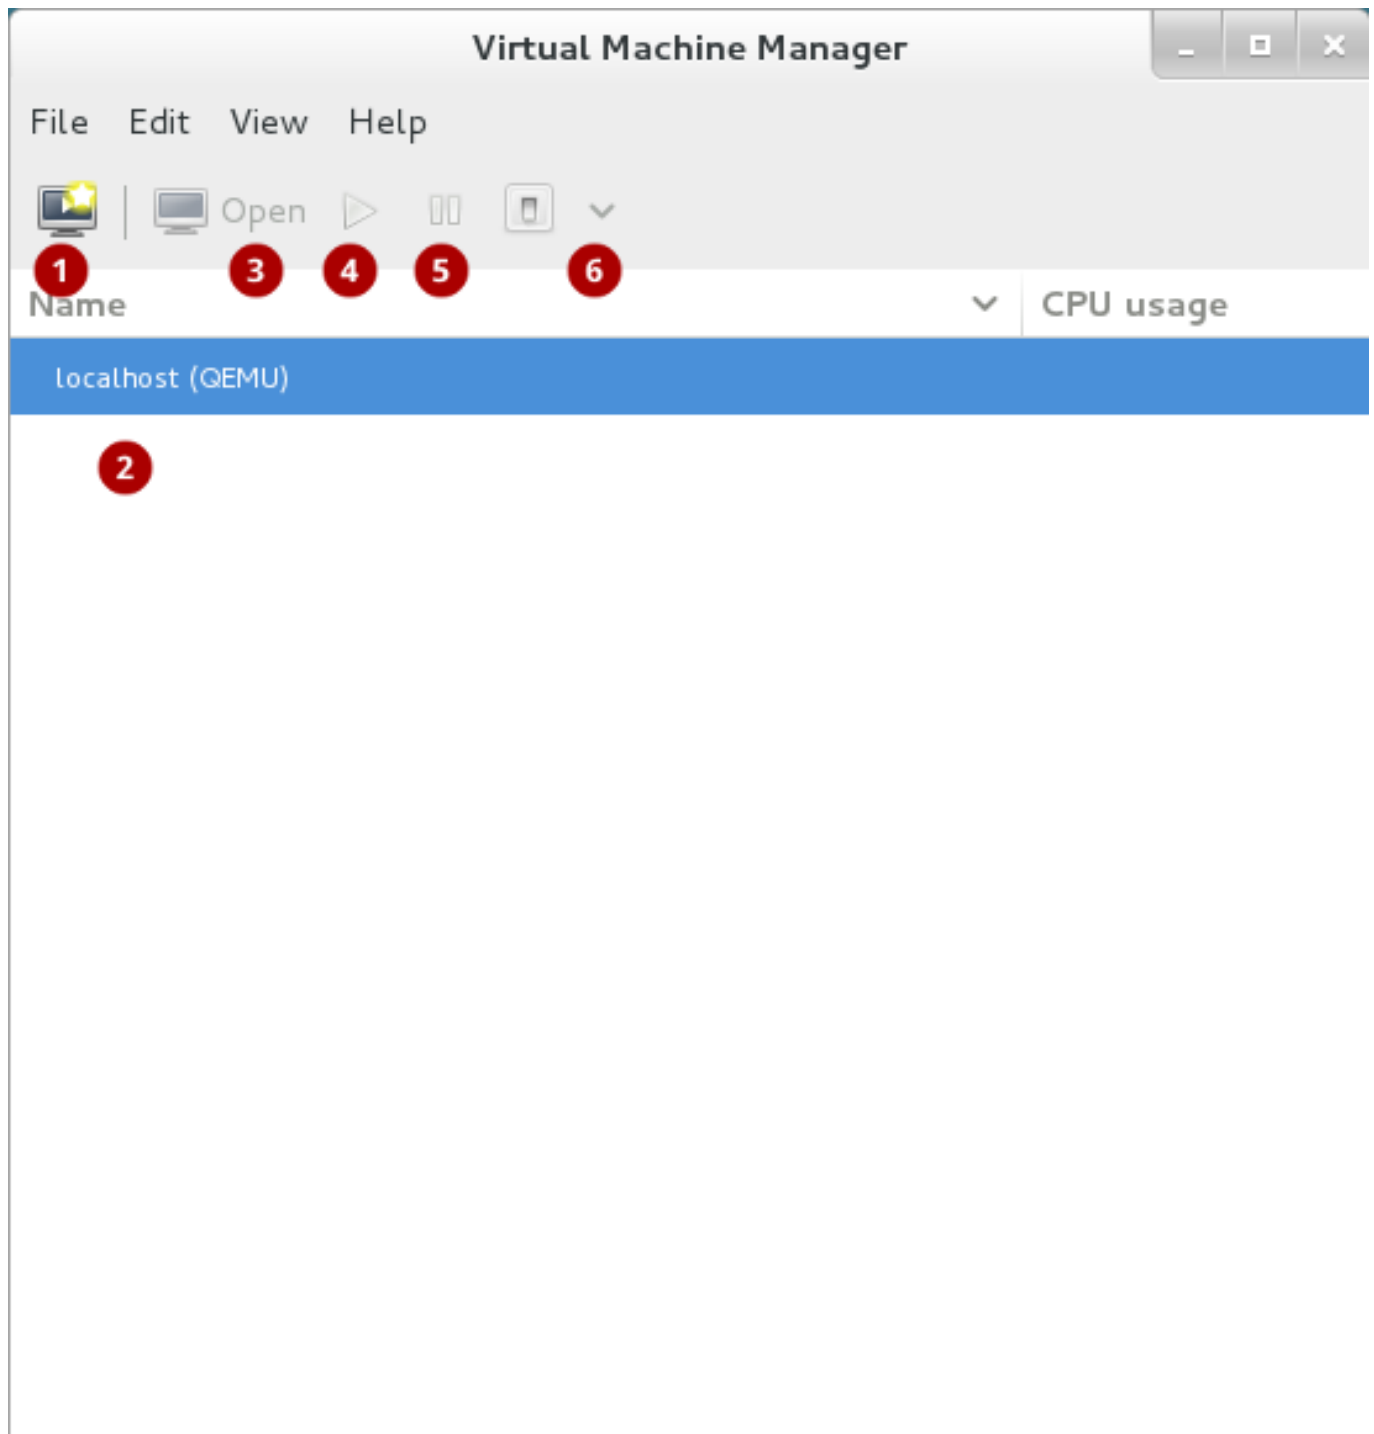 Virtual Machine Manager
File Edit View Help
Open
1 3 4 5 6
Name CPU usage
localhost (QEMU)
2